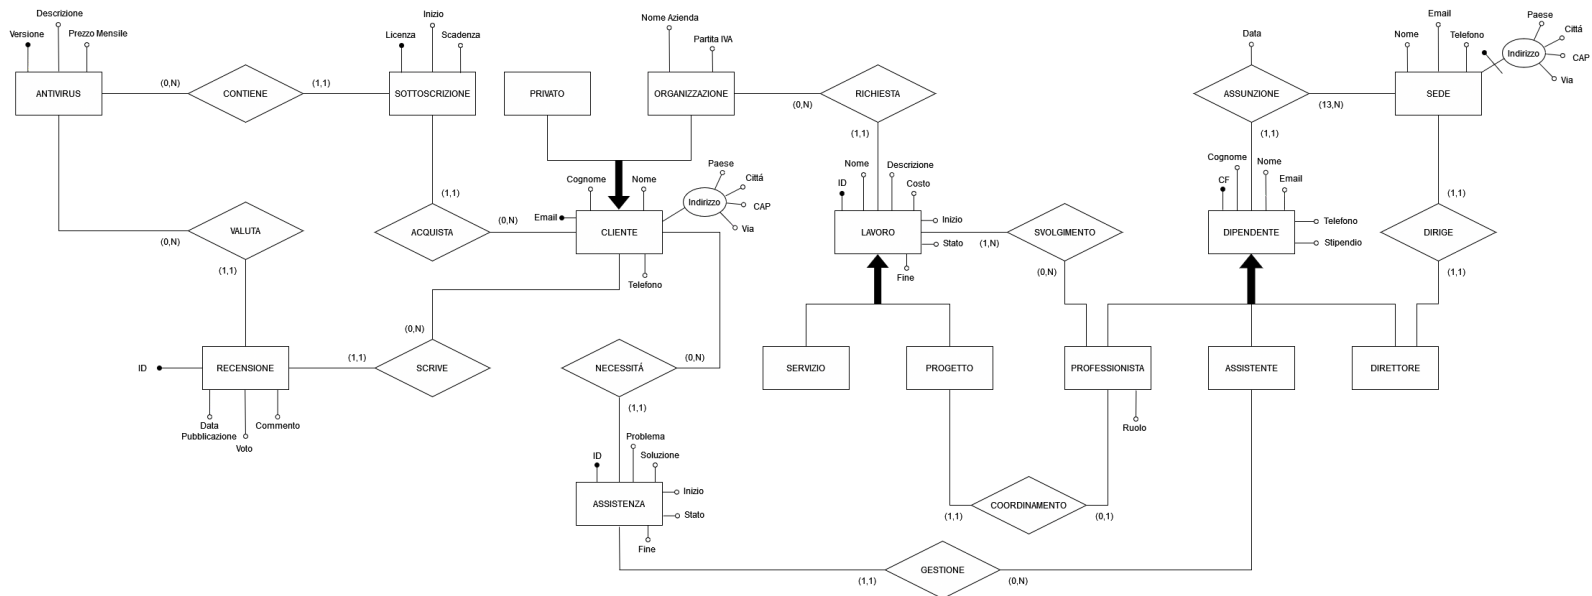 Descrizione
Versione
Prezzo Mensile
ANTIVIRUS
(0,N)
CONTIENE
(1,1)
Inizio
Licenza
Scadenza
SOTTOSCRIZIONE
PRIVATO
Nome Azienda
Partita IVA
ORGANIZZAZIONE
(0,N)
RICHIESTA
(1,1)
Data
ASSUNZIONE
(13,N)
(1,1)
Email
Nome
Telefono
SEDE
Indirizzo
Paese
Cittá
CAP
Via
(0,N)
VALUTA
(1,1)
(1,1)
ACQUISTA
(0,N)
Cognome
Nome
Email
CLIENTE
Telefono
Indirizzo
Paese
Cittá
CAP
Via
ID
Nome
Descrizione
Costo
LAVORO
Inizio
Stato
Fine
(1,N)
SVOLGIMENTO
(0,N)
CF
Cognome
Nome
Email
DIPENDENTE
Telefono
Stipendio
(1,1)
DIRIGE
(1,1)
ID
RECENSIONE
Data
Pubblicazione
Voto
Commento
(1,1)
SCRIVE
(0,N)
NECESSITÁ
(0,N)
(1,1)
SERVIZIO
PROGETTO
PROFESSIONISTA
Ruolo
ASSISTENTE
DIRETTORE
ID
Problema
Soluzione
ASSISTENZA
Inizio
Stato
Fine
(1,1)
COORDINAMENTO
(0,1)
(1,1)
GESTIONE
(0,N)